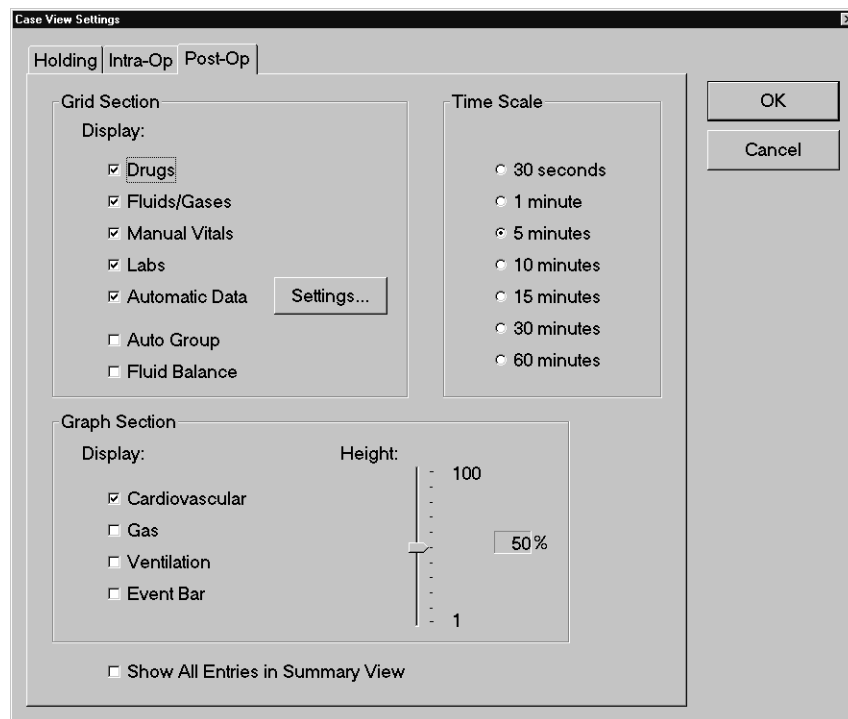 Case View Settings
Holding Intra-Op Post-Op
Grid Section
Display:
Drugs
Fluids/Gases
Manual Vitals
Labs
Automatic Data Settings...
Auto Group
Fluid Balance
Time Scale
30 seconds
1 minute
5 minutes
10 minutes
15 minutes
30 minutes
60 minutes
OK
Cancel
Graph Section
Display: Height:
Cardiovascular
Gas
Ventilation
Event Bar
100
50 %
1
Show All Entries in Summary View